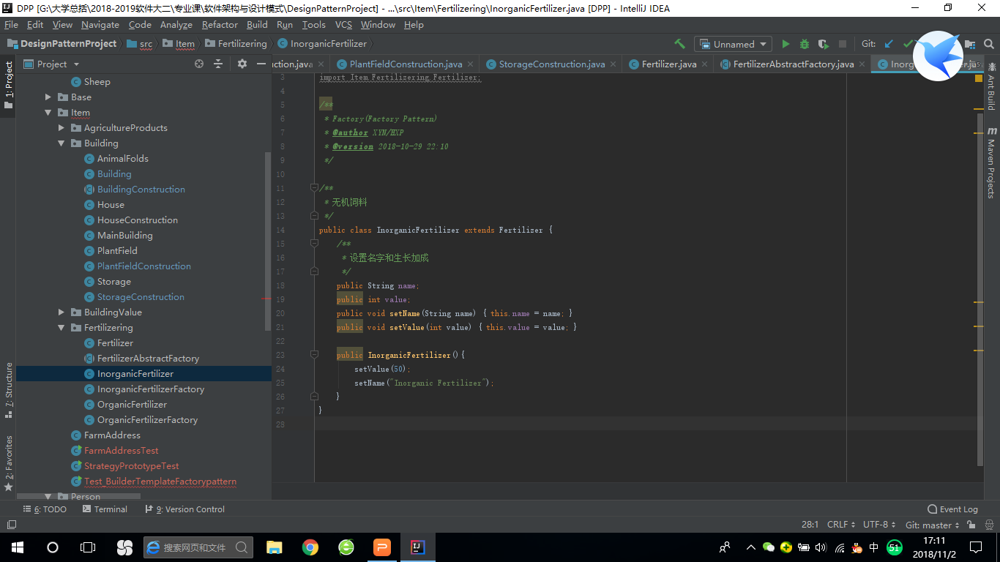 DPP [G:\大学总括\2018-2019软件大二\专业课\软件架构与设计模式\DesignPatternProject] - ...\src\Item\Fertilizering\InorganicFertilizer.java [DPP] - IntelliJ IDEA
File Edit View Navigate Code Analyze Refactor Build Run Tools VCS Window Help
DesignPatternProject src Item Fertilizering InorganicFertilizer
Unnamed Git:
Project
uction.java PlantFieldConstruction.java StorageConstruction.java Fertilizer.java FertilizerAbstractFactory.java
1: Project
7: Structure
2: Favorites
Sheep
Base
Item
AgricultureProducts
Building
AnimalFolds
Building
BuildingConstruction
House
HouseConstruction
MainBuilding
PlantField
PlantFieldConstruction
Storage
StorageConstruction
BuildingValue
Fertilizering
Fertilizer
FertilizerAbstractFactory
InorganicFertilizer
InorganicFertilizerFactory
OrganicFertilizer
OrganicFertilizerFactory
FarmAddress
FarmAddressTest
StrategyPrototypeTest
Test_BuilderTemplateFactorypattern
Person
3 import Item.Fertilizering.Fertilizer;
4
5 /**
6 * Factory(Factory Pattern)
7 * @author XYN/HXP
8 * @version 2018-10-29 22:10
9 */
10
11 /**
12 * 无机饲料
13 */
14 public class InorganicFertilizer extends Fertilizer {
15 /**
16 * 设置名字和生长加成
17 */
18 public String name;
19 public int value;
20 public void setName(String name) { this.name = name; }
21 public void setValue(int value) { this.value = value; }
22
23 public InorganicFertilizer(){
24 setValue(50);
25 setName("Inorganic Fertilizer");
26 }
27 }
28
Ant Build
Maven Projects
6: TODO Terminal 9: Version Control Event Log
28:1 CRLF UTF-8 Git: master
搜索网页和文件
中 51 17:11
2018/11/2